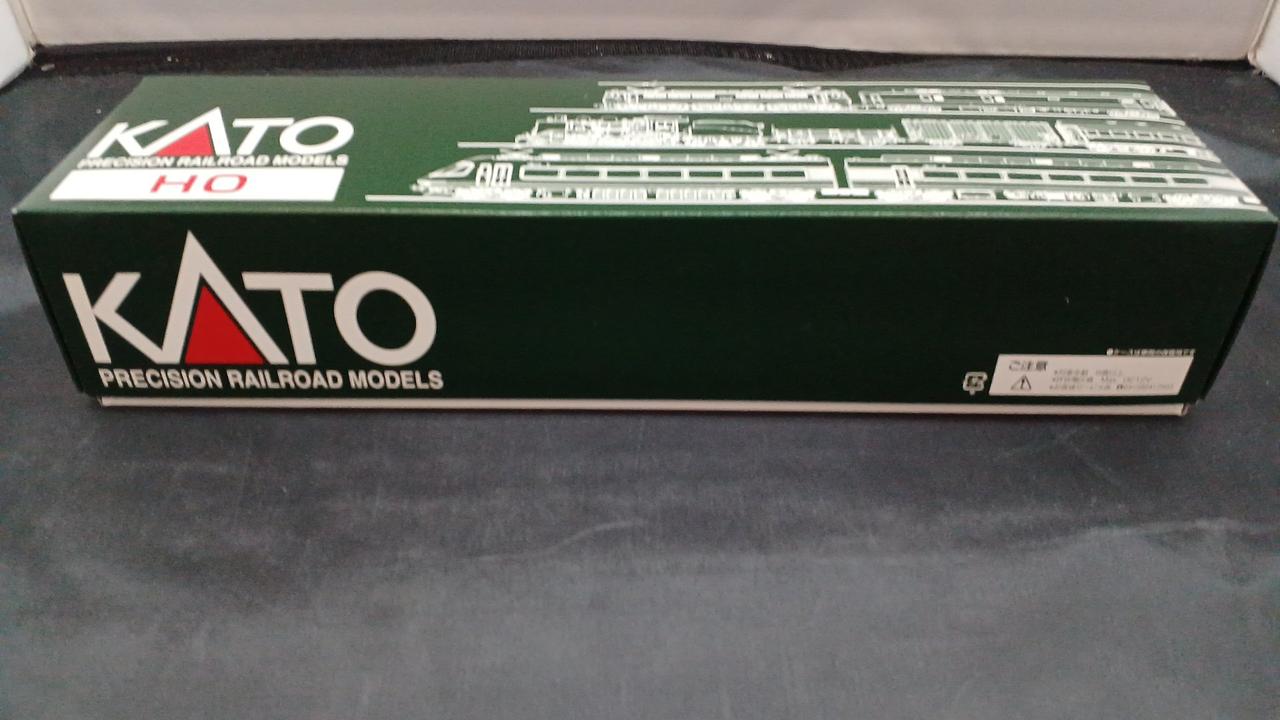 KATO
PRECISION RAILROAD MODELS
HO
KATO
PRECISION RAILROAD MODELS
ご注意